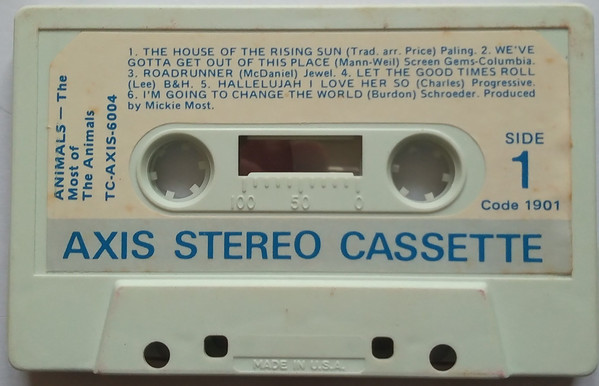 1. THE HOUSE OF THE RISING SUN (Trad. arr. Price) Paling. 2. WE'VE
GOTTA GET OUT OF THIS PLACE (Mann-Weil) Screen Gems-Columbia.
3. ROADRUNNER (McDaniel) Jewel. 4. LET THE GOOD TIMES ROLL
(Lee) B&H. 5. HALLELUJAH I LOVE HER SO (Charles) Progressive.
6. I'M GOING TO CHANGE THE WORLD (Burdon) Schroeder. Produced
by Mickie Most.
ANIMALS — The
Most of
The Animals
TC-AXIS-6004
SIDE
1
Code 1901
100 50 0
AXIS STEREO CASSETTE
MADE IN U.S.A.